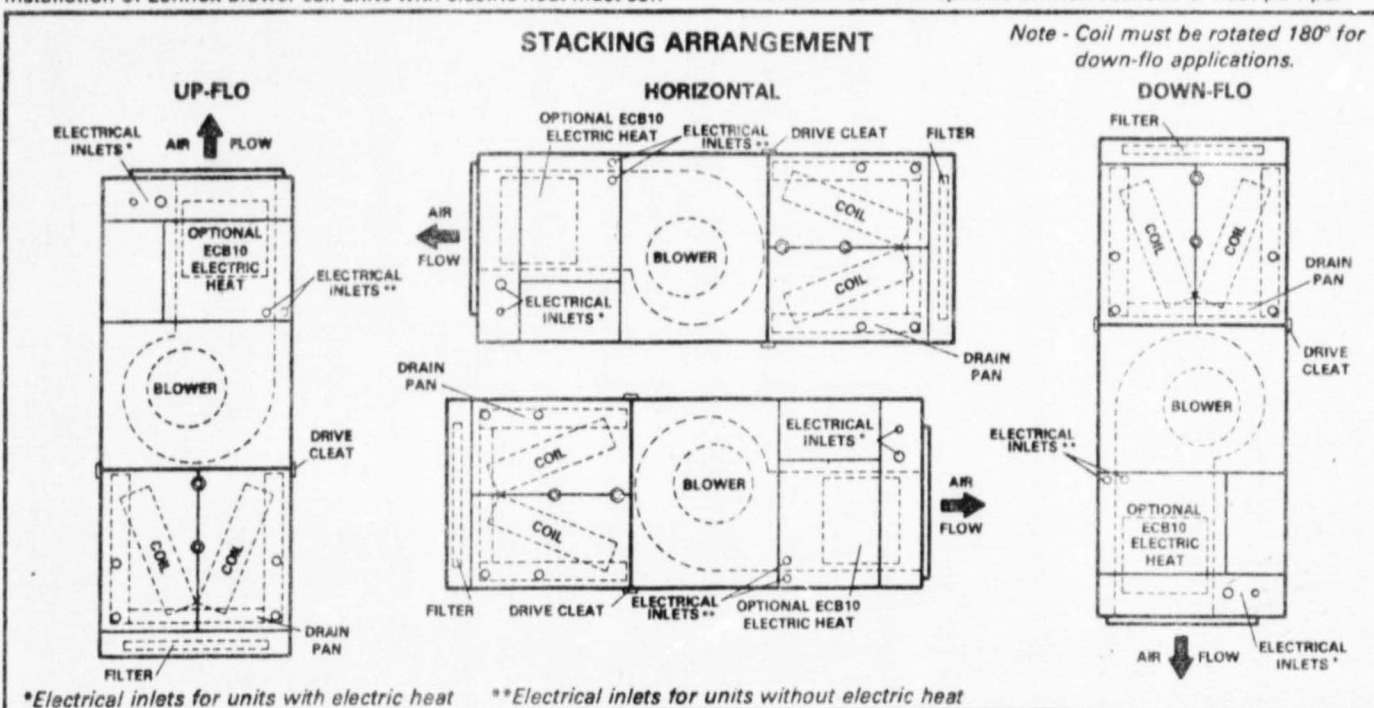 STACKING ARRANGEMENT
Note - Coil must be rotated 180° for
down-flo applications.
UP-FLO
ELECTRICAL
INLETS *
AIR FLOW
OPTIONAL
ECB10
ELECTRIC
HEAT
ELECTRICAL
INLETS **
BLOWER
DRIVE
CLEAT
COIL
COIL
DRAIN
PAN
FILTER
HORIZONTAL
OPTIONAL ECB10
ELECTRIC HEAT
ELECTRICAL
INLETS **
DRIVE CLEAT
FILTER
AIR
FLOW
BLOWER
COIL
COIL
ELECTRICAL
INLETS *
DRAIN
PAN
DRAIN
PAN
COIL
COIL
BLOWER
ELECTRICAL
INLETS *
AIR
FLOW
FILTER
DRIVE CLEAT
ELECTRICAL
INLETS **
OPTIONAL ECB10
ELECTRIC HEAT
DOWN-FLO
FILTER
COIL
COIL
DRAIN
PAN
DRIVE
CLEAT
BLOWER
ELECTRICAL
INLETS **
OPTIONAL
ECB10
ELECTRIC
HEAT
AIR FLOW
ELECTRICAL
INLETS *
*Electrical inlets for units with electric heat **Electrical inlets for units without electric heat